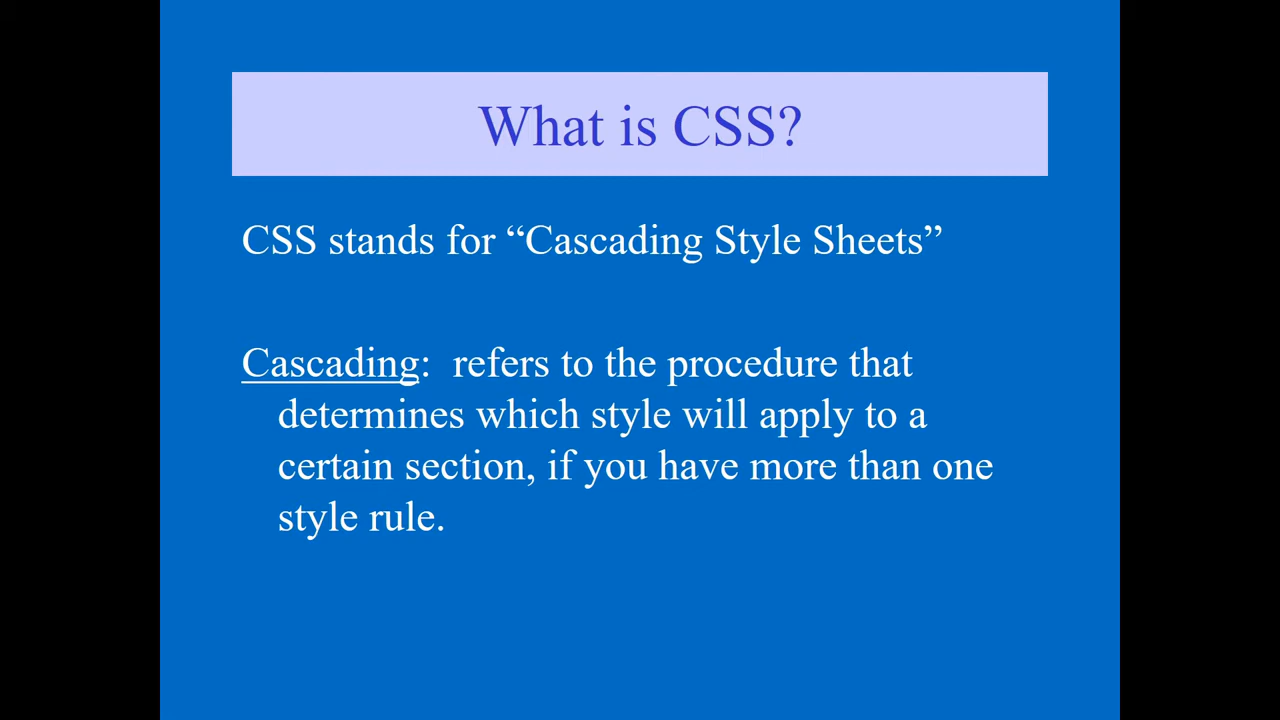 What is CSS?
CSS stands for “Cascading Style Sheets”
Cascading:  refers to the procedure that
determines which style will apply to a
certain section, if you have more than one
style rule.